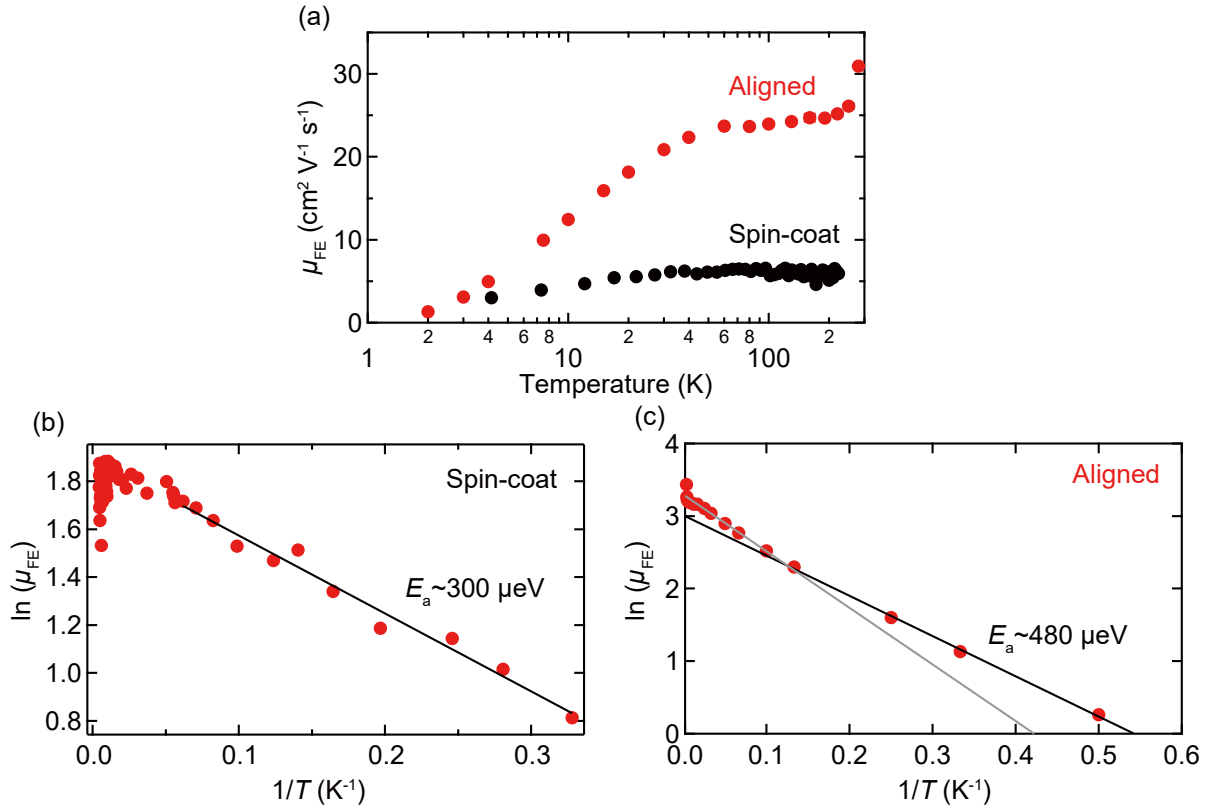 (a)
μFE (cm² V⁻¹ s⁻¹)
30
20
10
0
Aligned
Spin-coat
2 4 6 8 2 4 6 8 2
1 10 100
Temperature (K)
(b)
ln (μFE)
1.8
1.6
1.4
1.2
1.0
0.8
Spin-coat
Ea~300 μeV
0.0 0.1 0.2 0.3
1/T (K⁻¹)
(c)
ln (μFE)
4
3
2
1
0
Aligned
Ea~480 μeV
0.0 0.1 0.2 0.3 0.4 0.5 0.6
1/T (K⁻¹)